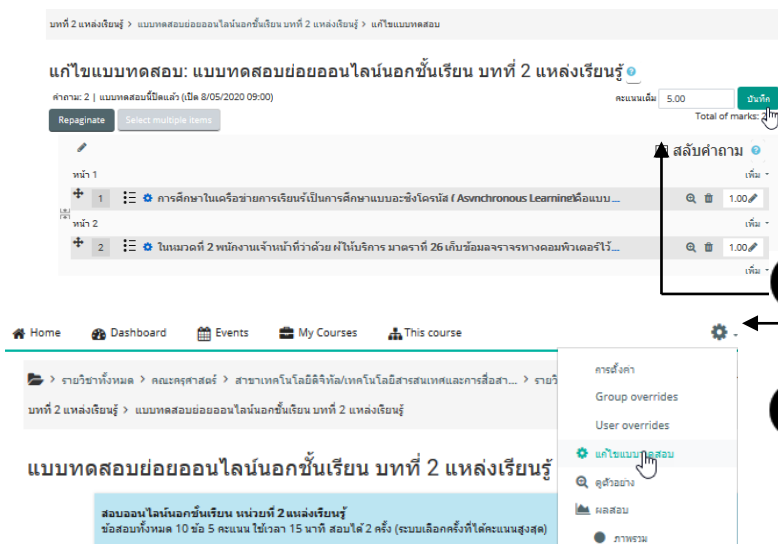 บทที่ 2 แหล่งเรียนรู้ > แบบทดสอบย่อยออนไลน์นอกชั้นเรียน บทที่ 2 แหล่งเรียนรู้ > แก้ไขแบบทดสอบ
แก้ไขแบบทดสอบ: แบบทดสอบย่อยออนไลน์นอกชั้นเรียน บทที่ 2 แหล่งเรียนรู้
คำถาม: 2 | แบบทดสอบนี้ปิดแล้ว (เปิด 8/05/2020 09:00)
คะแนนเต็ม 5.00 บันทึก
Repaginate Select multiple items
Total of marks: 2
สลับคำถาม
หน้า 1
เพิ่ม
1 การศึกษาในเครือข่ายการเรียนรู้เป็นการศึกษาแบบอะซิงโครนัส ( Asynchronous Learning)คือแบบ... 1.00
หน้า 2
เพิ่ม
2 ในหมวดที่ 2 พนักงานเจ้าหน้าที่ว่าด้วย ผู้ให้บริการ มาตราที่ 26 เก็บข้อมูลจราจรทางคอมพิวเตอร์ไว้... 1.00
เพิ่ม
Home Dashboard Events My Courses This course
> รายวิชาทั้งหมด > คณะครุศาสตร์ > สาขาเทคโนโลยีดิจิทัล/เทคโนโลยีสารสนเทศและการสื่อสา... > รายวิ
บทที่ 2 แหล่งเรียนรู้ > แบบทดสอบย่อยออนไลน์นอกชั้นเรียน บทที่ 2 แหล่งเรียนรู้
แบบทดสอบย่อยออนไลน์นอกชั้นเรียน บทที่ 2 แหล่งเรียนรู้
สอบออนไลน์นอกชั้นเรียน หน่วยที่ 2 แหล่งเรียนรู้
ข้อสอบทั้งหมด 10 ข้อ 5 คะแนน ใช้เวลา 15 นาที สอบได้ 2 ครั้ง (ระบบเลือกครั้งที่ได้คะแนนสูงสุด)
การตั้งค่า
Group overrides
User overrides
แก้ไขแบบทดสอบ
ดูตัวอย่าง
ผลสอบ
ภาพรวม